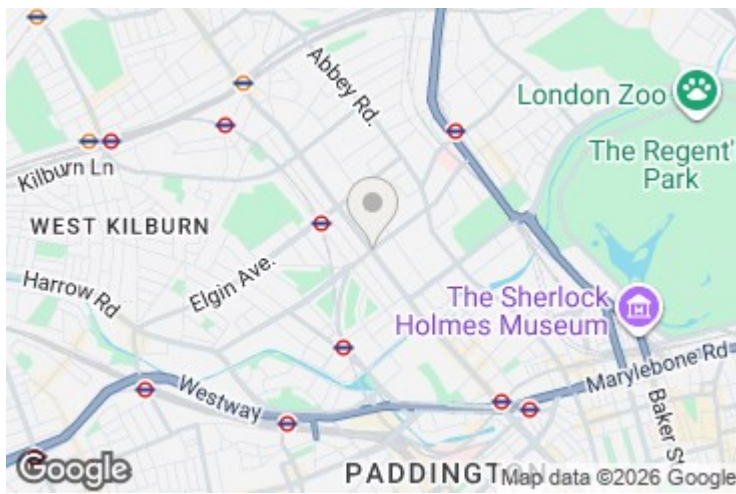 Abbey Rd.
London Zoo
The Regent'
Park
Kilburn Ln
WEST KILBURN
Elgin Ave.
Harrow Rd
The Sherlock
Holmes Museum
Marylebone Rd
Westway
Baker St
Google
PADDINGT
Map data ©2026 Google